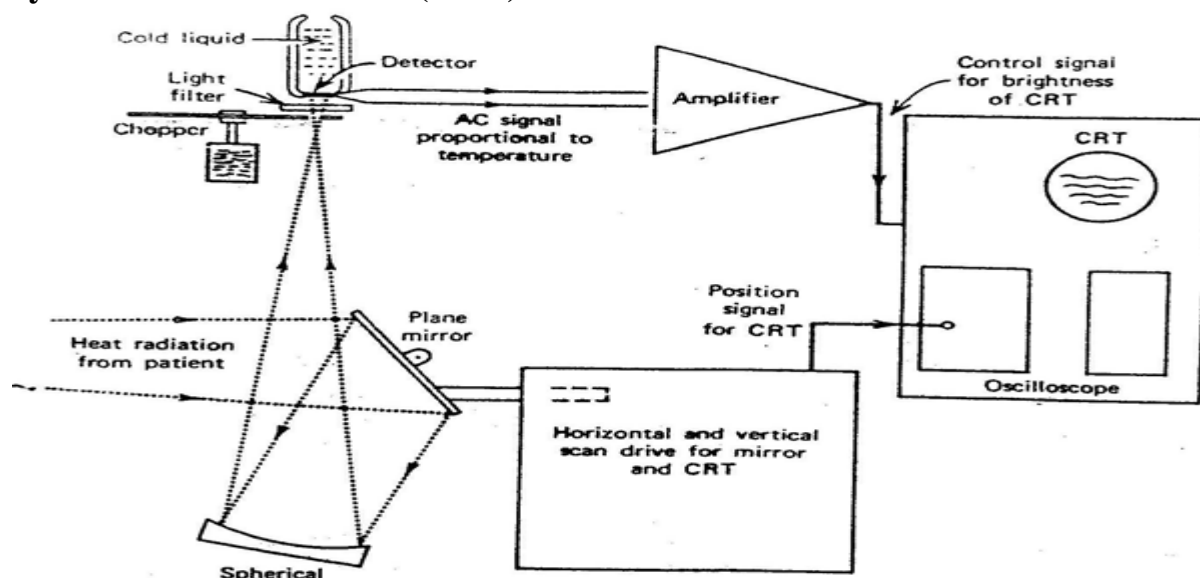 Cold liquid
Detector
Light
filter
Chopper
AC signal
proportional to
temperature
Amplifier
Control signal
for brightness
of CRT
CRT
Position
signal
for CRT
Oscilloscope
Plane
mirror
Heat radiation
from patient
Horizontal and vertical
scan drive for mirror
and CRT
Spherical